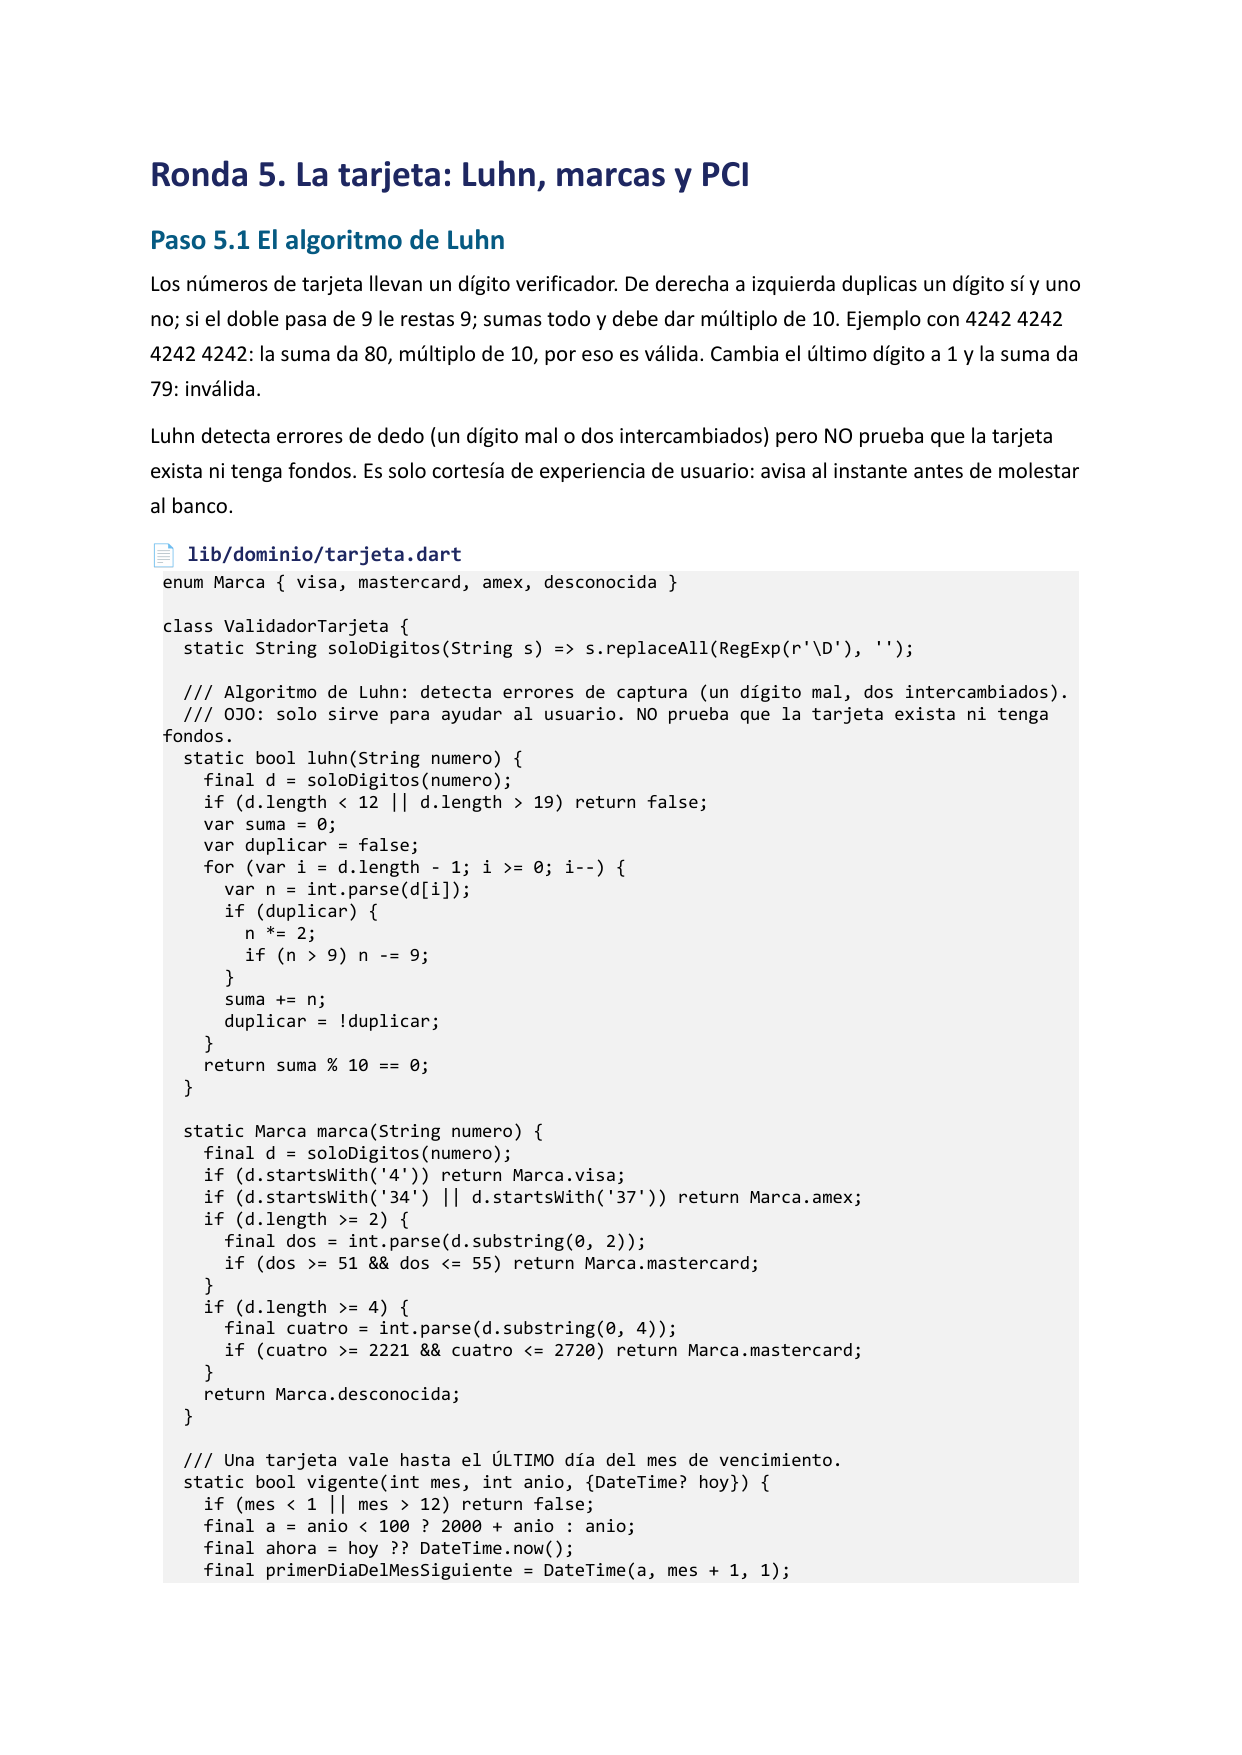 Ronda 5. La tarjeta: Luhn, marcas y PCI
Paso 5.1 El algoritmo de Luhn
Los números de tarjeta llevan un dígito verificador. De derecha a izquierda duplicas un dígito sí y uno
no; si el doble pasa de 9 le restas 9; sumas todo y debe dar múltiplo de 10. Ejemplo con 4242 4242
4242 4242: la suma da 80, múltiplo de 10, por eso es válida. Cambia el último dígito a 1 y la suma da
79: inválida.
Luhn detecta errores de dedo (un dígito mal o dos intercambiados) pero NO prueba que la tarjeta
exista ni tenga fondos. Es solo cortesía de experiencia de usuario: avisa al instante antes de molestar
al banco.
lib/dominio/tarjeta.dart
enum Marca { visa, mastercard, amex, desconocida }
class ValidadorTarjeta {
  static String soloDigitos(String s) => s.replaceAll(RegExp(r'\D'), '');
  /// Algoritmo de Luhn: detecta errores de captura (un dígito mal, dos intercambiados).
  /// OJO: solo sirve para ayudar al usuario. NO prueba que la tarjeta exista ni tenga
fondos.
  static bool luhn(String numero) {
    final d = soloDigitos(numero);
    if (d.length < 12 || d.length > 19) return false;
    var suma = 0;
    var duplicar = false;
    for (var i = d.length - 1; i >= 0; i--) {
      var n = int.parse(d[i]);
      if (duplicar) {
        n *= 2;
        if (n > 9) n -= 9;
      }
      suma += n;
      duplicar = !duplicar;
    }
    return suma % 10 == 0;
  }
  static Marca marca(String numero) {
    final d = soloDigitos(numero);
    if (d.startsWith('4')) return Marca.visa;
    if (d.startsWith('34') || d.startsWith('37')) return Marca.amex;
    if (d.length >= 2) {
      final dos = int.parse(d.substring(0, 2));
      if (dos >= 51 && dos <= 55) return Marca.mastercard;
    }
    if (d.length >= 4) {
      final cuatro = int.parse(d.substring(0, 4));
      if (cuatro >= 2221 && cuatro <= 2720) return Marca.mastercard;
    }
    return Marca.desconocida;
  }
  /// Una tarjeta vale hasta el ÚLTIMO día del mes de vencimiento.
  static bool vigente(int mes, int anio, {DateTime? hoy}) {
    if (mes < 1 || mes > 12) return false;
    final a = anio < 100 ? 2000 + anio : anio;
    final ahora = hoy ?? DateTime.now();
    final primerDiaDelMesSiguiente = DateTime(a, mes + 1, 1);